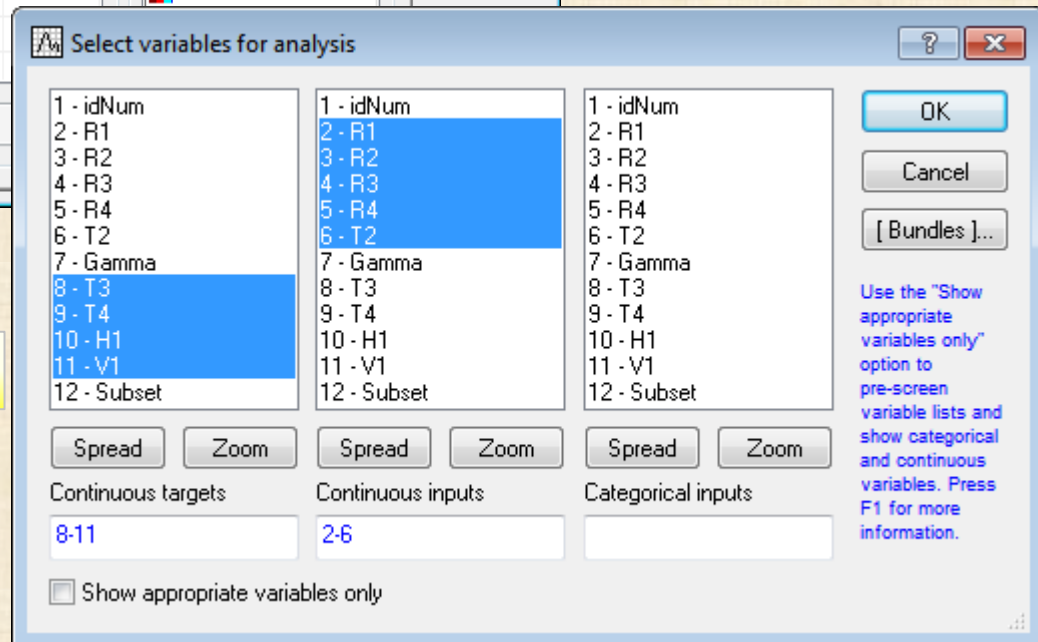 Select variables for analysis
1 - idNum
2 - R1
3 - R2
4 - R3
5 - R4
6 - T2
7 - Gamma
8 - T3
9 - T4
10 - H1
11 - V1
12 - Subset
1 - idNum
2 - R1
3 - R2
4 - R3
5 - R4
6 - T2
7 - Gamma
8 - T3
9 - T4
10 - H1
11 - V1
12 - Subset
1 - idNum
2 - R1
3 - R2
4 - R3
5 - R4
6 - T2
7 - Gamma
8 - T3
9 - T4
10 - H1
11 - V1
12 - Subset
OK
Cancel
[ Bundles ]...
Use the "Show
appropriate
variables only"
option to
pre-screen
variable lists and
show categorical
and continuous
variables. Press
F1 for more
information.
Spread Zoom Spread Zoom Spread Zoom
Continuous targets Continuous inputs Categorical inputs
8-11 2-6
Show appropriate variables only